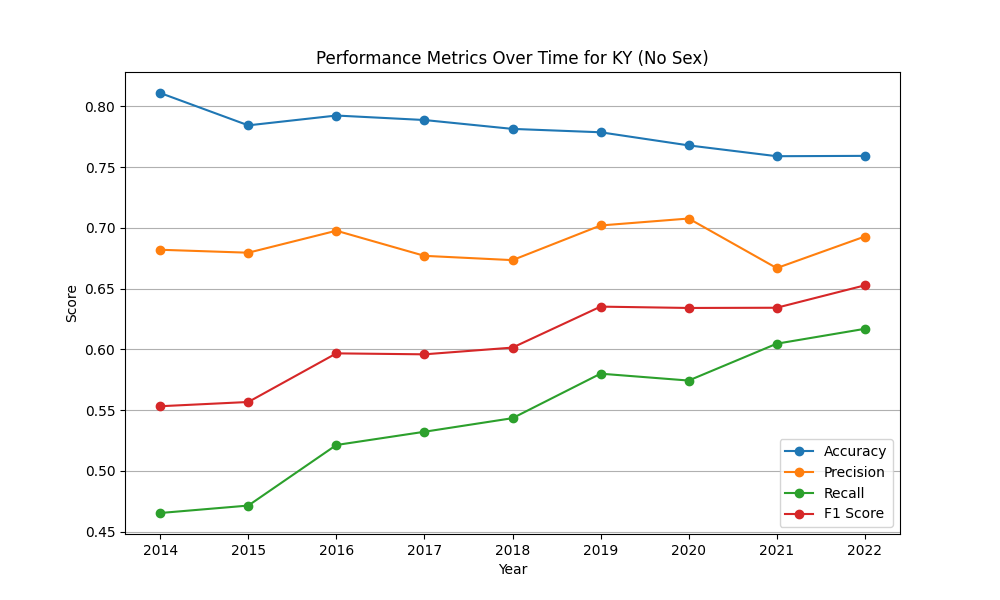 Performance Metrics Over Time for KY (No Sex)
0.80
0.75
0.70
0.65
0.60
0.55
0.50
0.45
Score
2014 2015 2016 2017 2018 2019 2020 2021 2022
Year
Accuracy
Precision
Recall
F1 Score